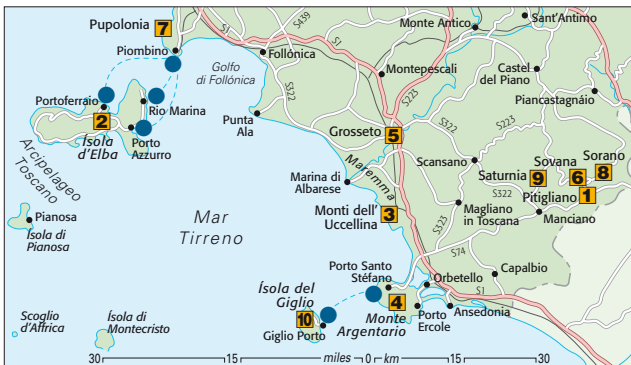 Pupolonia
7
Piombino
S1
S439
S1
Monte Antico
Sant'Antimo
Follónica
Golfo
di Follónica
Montepescali
Castel
del Piano
Piancastagnáio
S322
S223
Portoferraio
Rio Marina
2
Ísola
d'Elba
Porto
Azzurro
Punta
Ala
Grosseto
5
S322
S223
Scansano
Sovana
Sorano
8
Saturnia
9
6
Pitigliano
1
S322
Arcipelageo
Toscano
Maremma
Marina di
Albarese
Monti dell'
Uccellina
3
S323
Magliano
in Toscana
Manciano
Pianosa
Isola di
Pianosa
Mar
Tirreno
S74
Porto Santo
Stéfano
Orbetello
Capalbio
S1
Ísola del
Giglio
4
Monte
Argentario
Porto
Ercole
Ansedonia
10
Giglio Porto
Scoglio
d'Affrica
Ísola di
Montecristo
30 15 miles 0 km 15 30